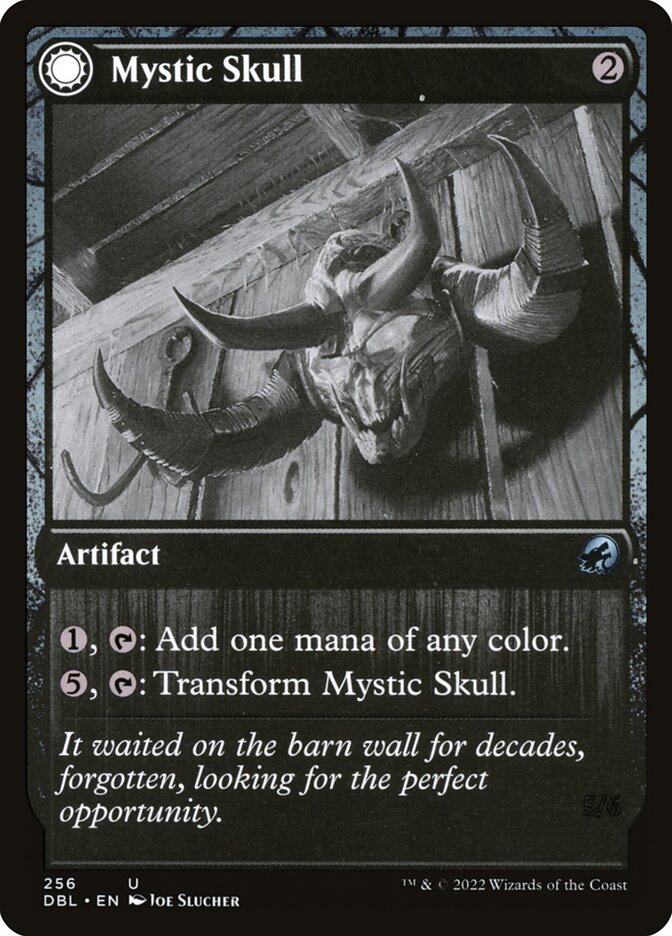 Mystic Skull 2
Artifact
1, T: Add one mana of any color.
5, T: Transform Mystic Skull.
It waited on the barn wall for decades,
forgotten, looking for the perfect
opportunity.
5/6
256 U
DBL • EN Joe Slucher
™ & © 2022 Wizards of the Coast